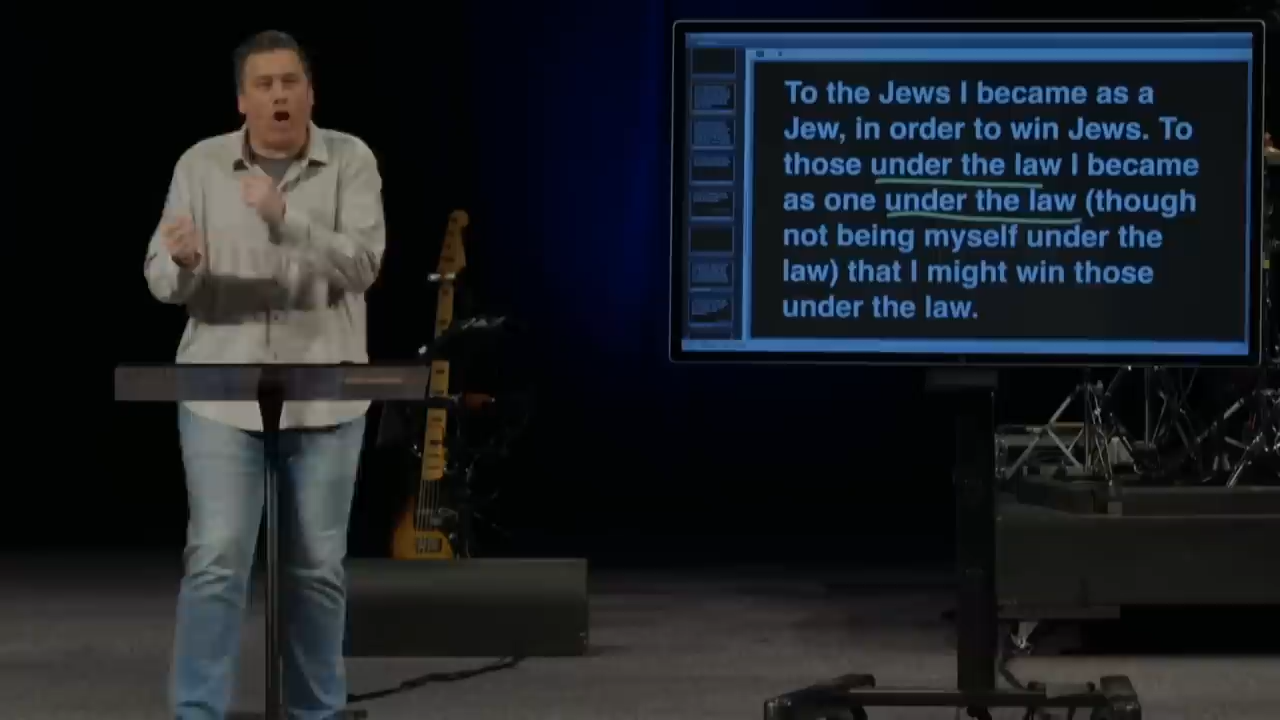 To the Jews I became as a
Jew, in order to win Jews. To
those under the law I became
as one under the law (though
not being myself under the
law) that I might win those
under the law.